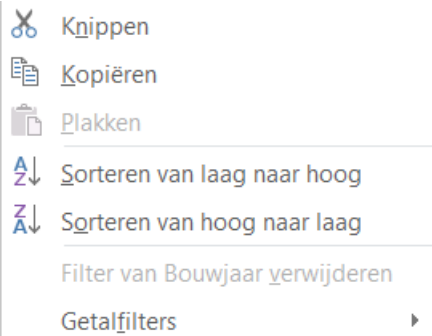 Knippen
Kopiëren
Plakken
Sorteren van laag naar hoog
Sorteren van hoog naar laag
Filter van Bouwjaar verwijderen
Getalfilters